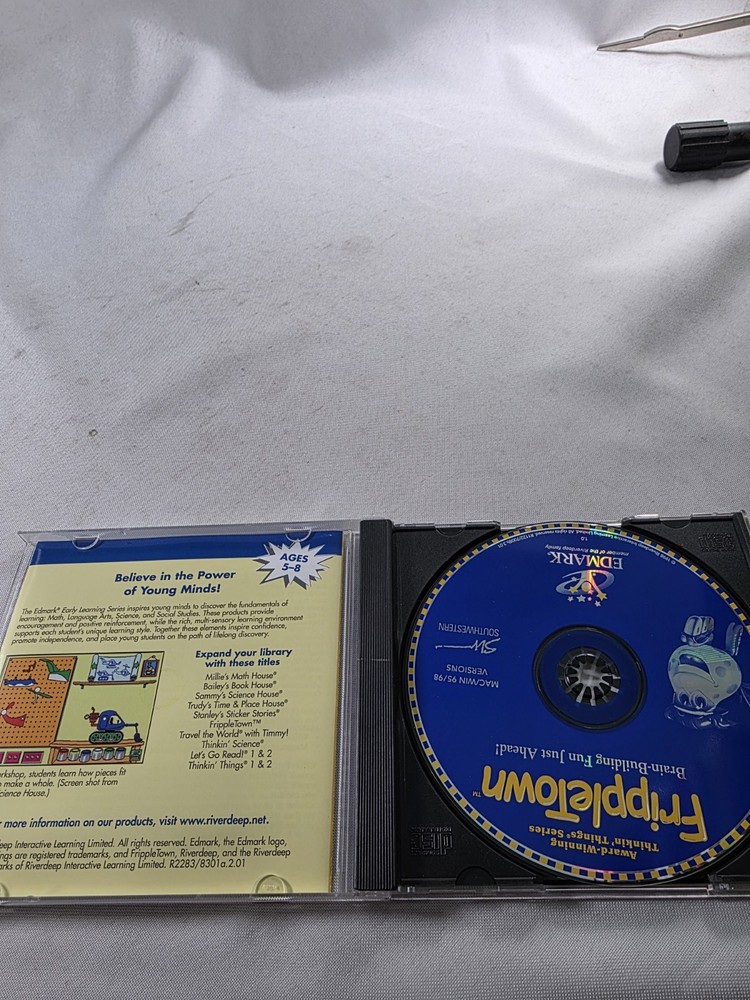 AGES
5–8
Believe in the Power
of Young Minds!
The Edmark® Early Learning Series inspires young minds to discover the fundamentals of
learning: Math, Language Arts, Science, and Social Studies. These products provide
encouragement and positive reinforcement, while the rich, multi-sensory learning environment
supports each student's unique learning style. Together these elements inspire confidence,
promote independence, and place young students on the path of lifelong discovery.
Expand your library
with these titles
Millie's Math House®
Bailey's Book House®
Sammy's Science House®
Trudy's Time & Place House®
Stanley's Sticker Stories®
FrippleTown™
Travel the World® with Timmy!
Thinkin' Science®
Let's Go Read!® 1 & 2
Thinkin' Things® 1 & 2
rkshop, students learn how pieces fit
make a whole. (Screen shot from
cience House.)
more information on our products, visit www.riverdeep.net.
deep Interactive Learning Limited. All rights reserved. Edmark, the Edmark logo,
ngs are registered trademarks, and FrippleTown, Riverdeep, and the Riverdeep
arks of Riverdeep Interactive Learning Limited. R2283/8301a.2.01
Award-Winning
Thinkin' Things® Series
FrippleTown™
Brain-Building Fun Just Ahead!
MAC/WIN 95/98
VERSIONS
SOUTHWESTERN
EDMARK
member of the Riverdeep family
1.0